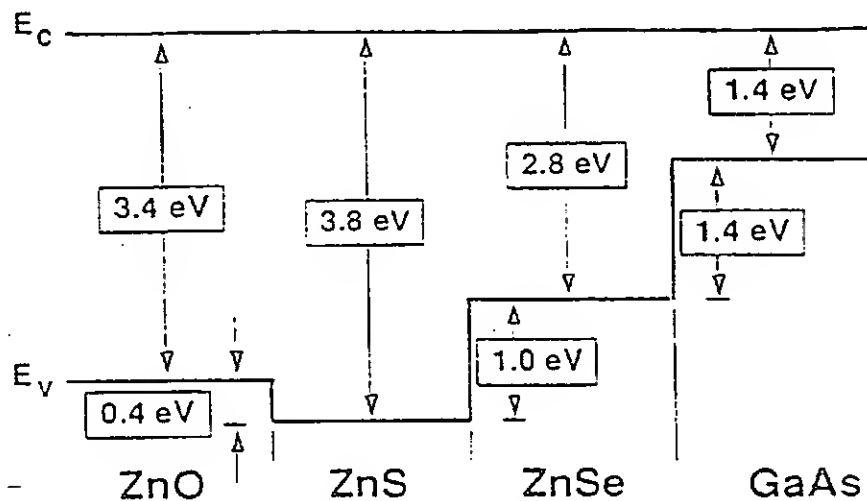 E_C
1.4 eV
2.8 eV
3.4 eV
3.8 eV
1.4 eV
1.0 eV
E_V
0.4 eV
ZnO ZnS ZnSe GaAs